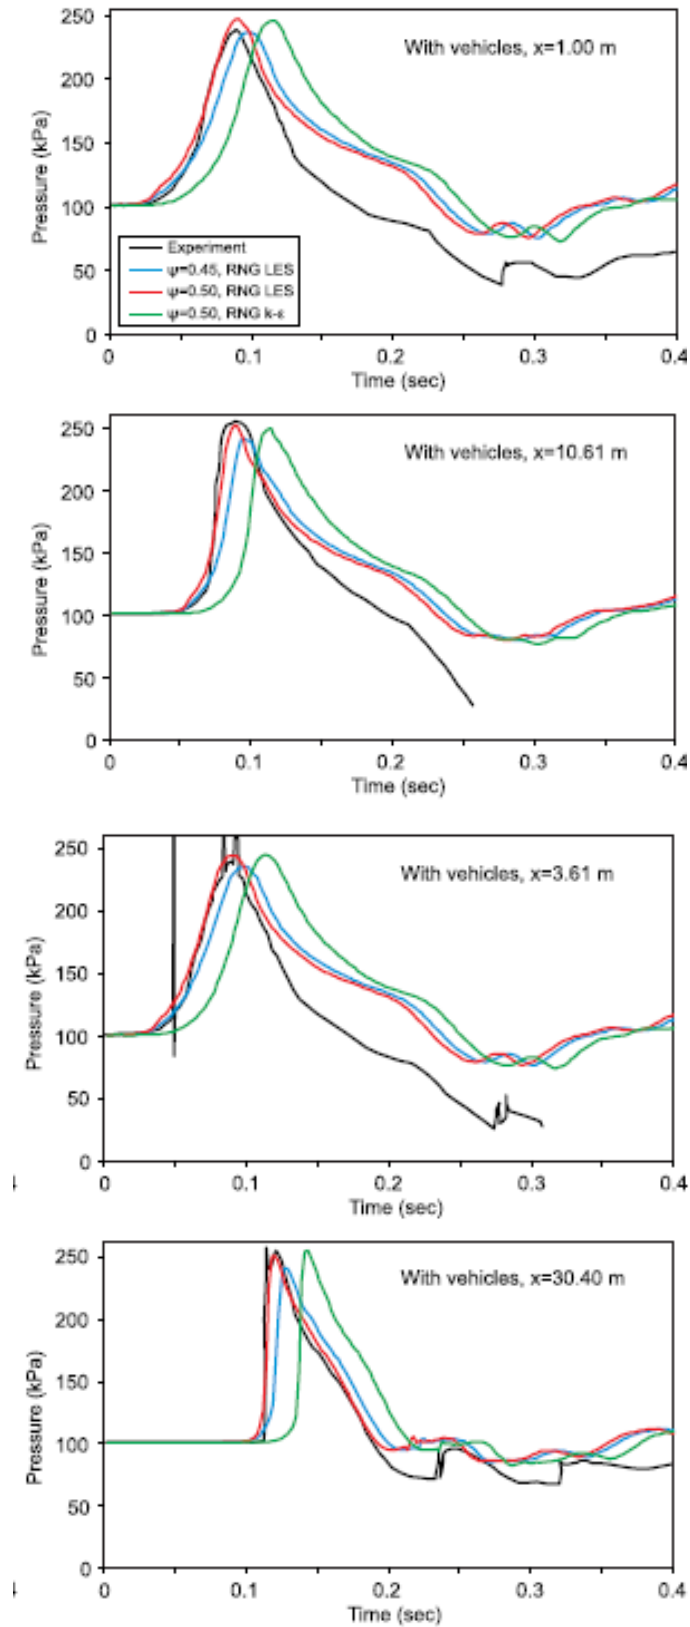 250
With vehicles, x=1.00 m
200
150
Pressure (kPa)
100
Experiment
50
ψ=0.45, RNG LES
ψ=0.50, RNG LES
ψ=0.50, RNG k-ε
0
0 0.1 0.2 0.3 0.4
Time (sec)
250
With vehicles, x=10.61 m
200
150
Pressure (kPa)
100
50
0
0 0.1 0.2 0.3 0.4
Time (sec)
250
With vehicles, x=3.61 m
200
150
Pressure (kPa)
100
50
0
4 0 0.1 0.2 0.3 0.4
Time (sec)
250
With vehicles, x=30.40 m
200
150
Pressure (kPa)
100
50
0
4 0 0.1 0.2 0.3 0.4
Time (sec)